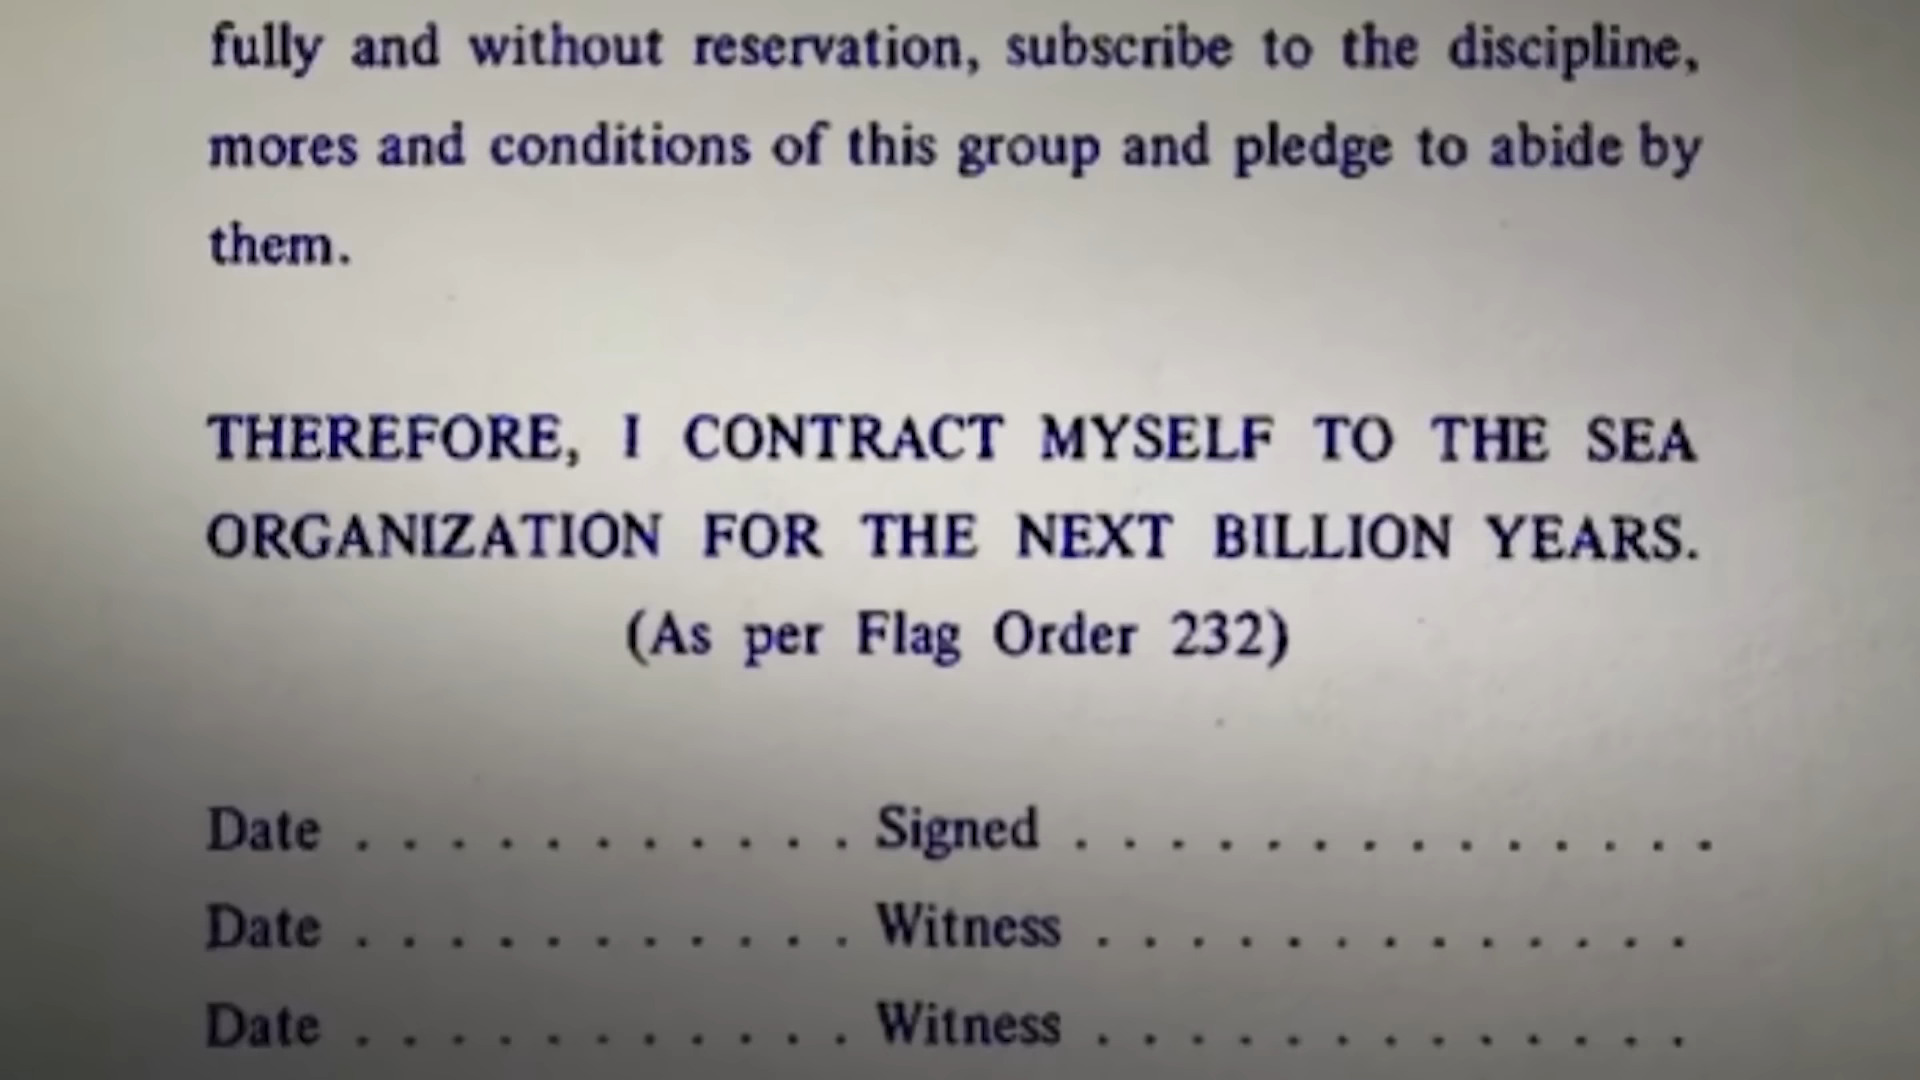 fully and without reservation, subscribe to the discipline,
mores and conditions of this group and pledge to abide by
them.
THEREFORE, I CONTRACT MYSELF TO THE SEA
ORGANIZATION FOR THE NEXT BILLION YEARS.
(As per Flag Order 232)
Date . . . . . . . . . . . Signed . . . . . . . . . . . . . .
Date . . . . . . . . . . . Witness . . . . . . . . . . . . .
Date . . . . . . . . . . . Witness . . . . . . . . . . . . .